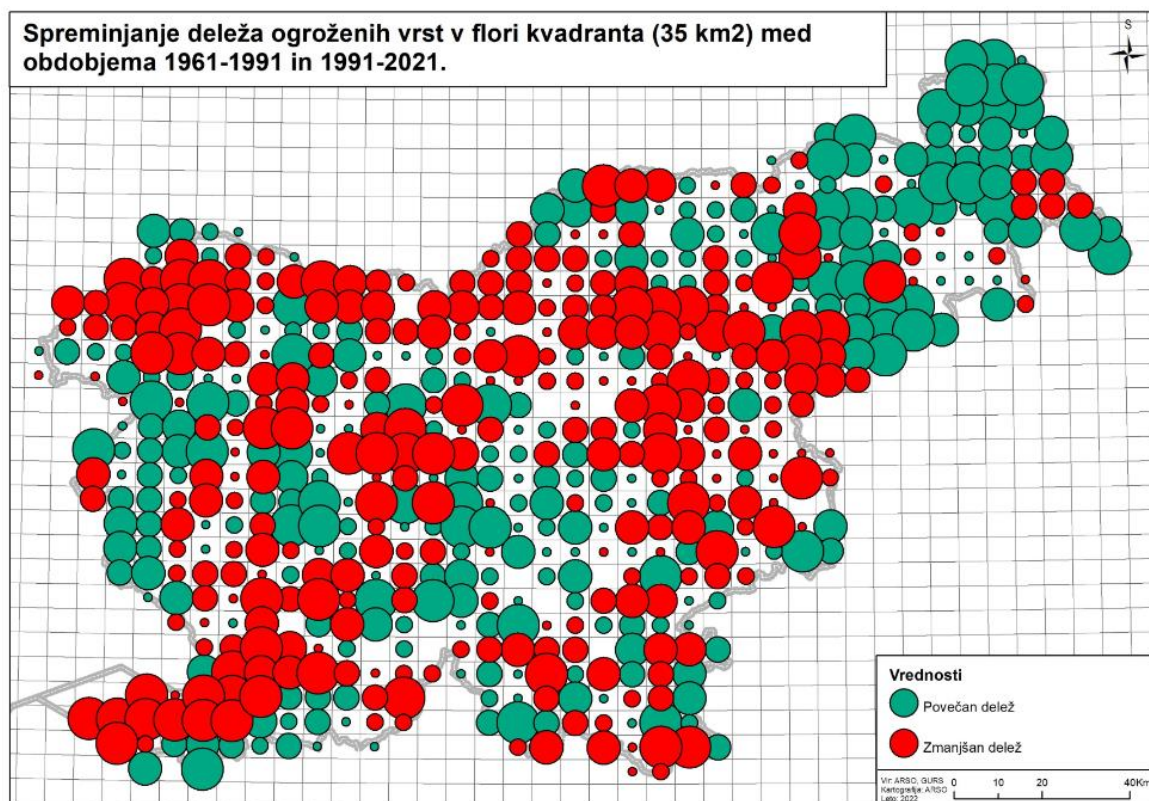 Spreminjanje deleža ogroženih vrst v flori kvadranta (35 km2) med
obdobjema 1961-1991 in 1991-2021.
S
Vrednosti
Povečan delež
Zmanjšan delež
Vir: ARSO, GURS
Kartografija: ARSO
Leto: 2022
0 10 20 40Km